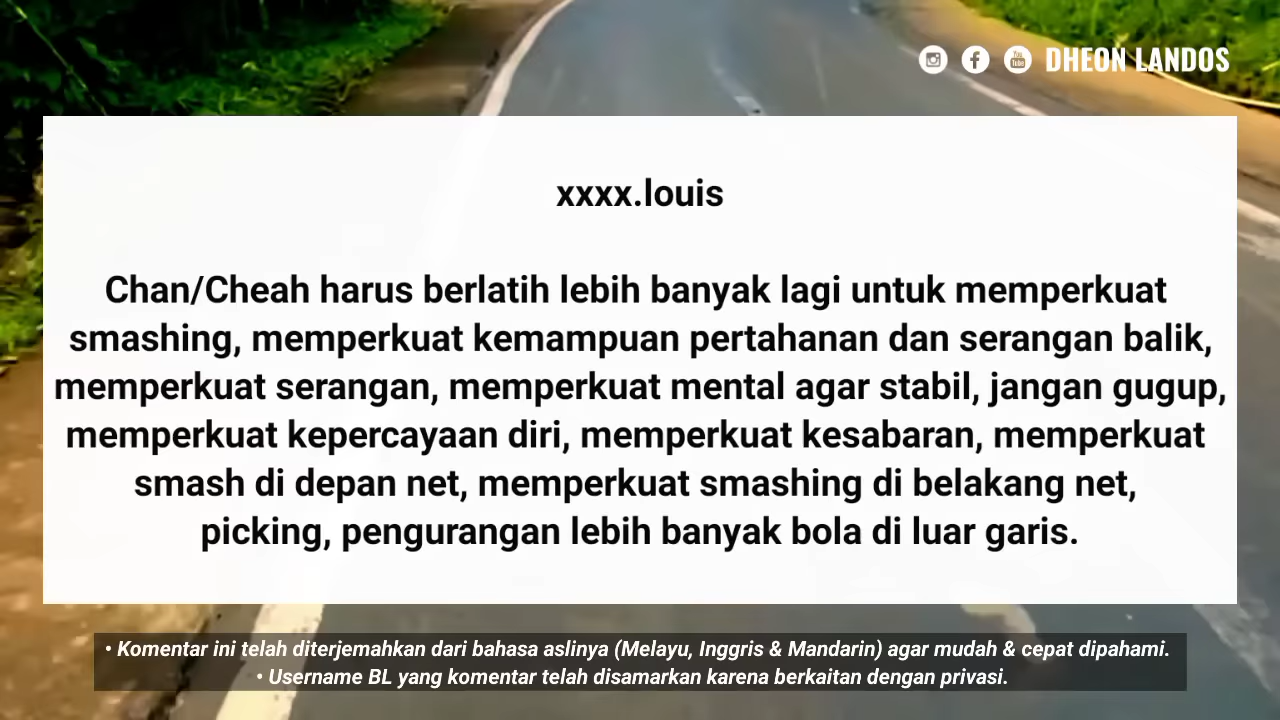 DHEON LANDOS
xxxx.louis
Chan/Cheah harus berlatih lebih banyak lagi untuk memperkuat
smashing, memperkuat kemampuan pertahanan dan serangan balik,
memperkuat serangan, memperkuat mental agar stabil, jangan gugup,
memperkuat kepercayaan diri, memperkuat kesabaran, memperkuat
smash di depan net, memperkuat smashing di belakang net,
picking, pengurangan lebih banyak bola di luar garis.
• Komentar ini telah diterjemahkan dari bahasa aslinya (Melayu, Inggris & Mandarin) agar mudah & cepat dipahami.
• Username BL yang komentar telah disamarkan karena berkaitan dengan privasi.